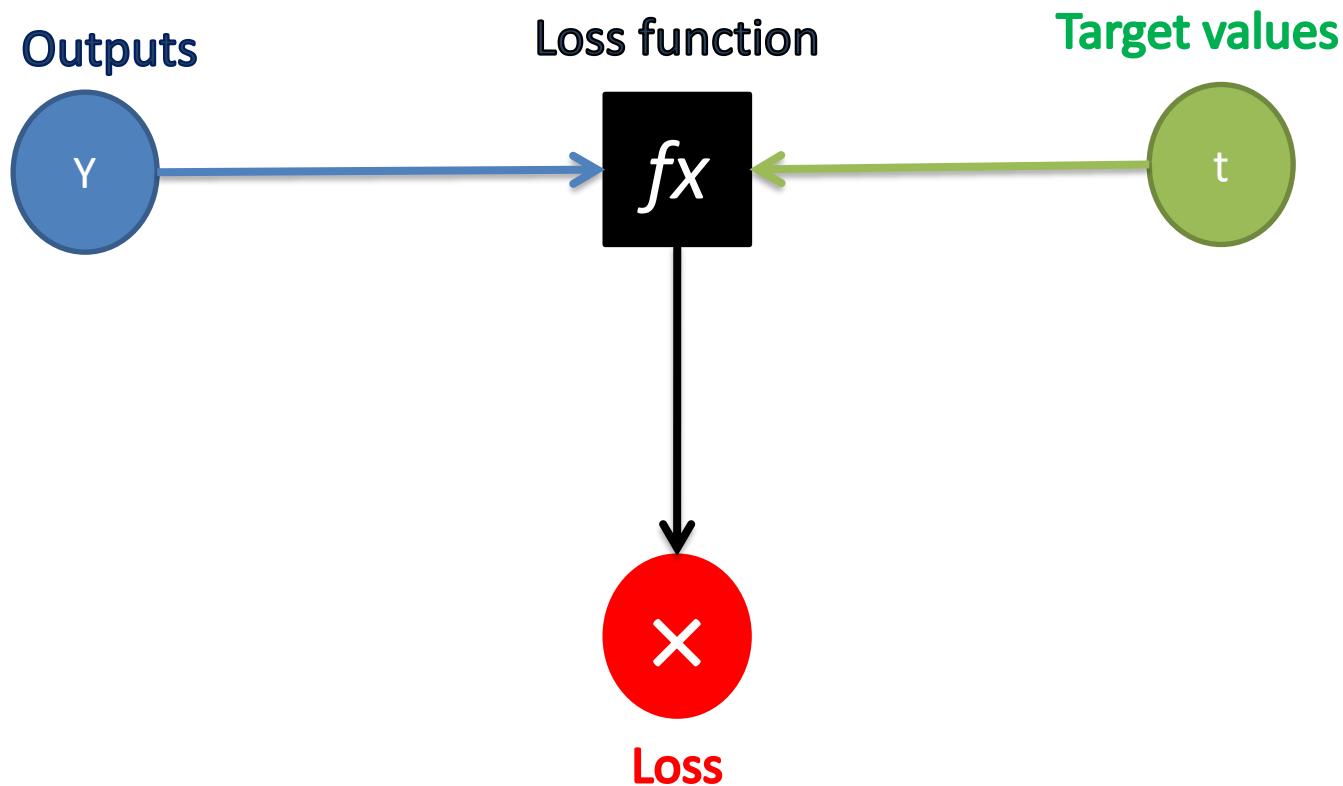 Outputs
Loss function
Target values
Y
fx
t
×
Loss